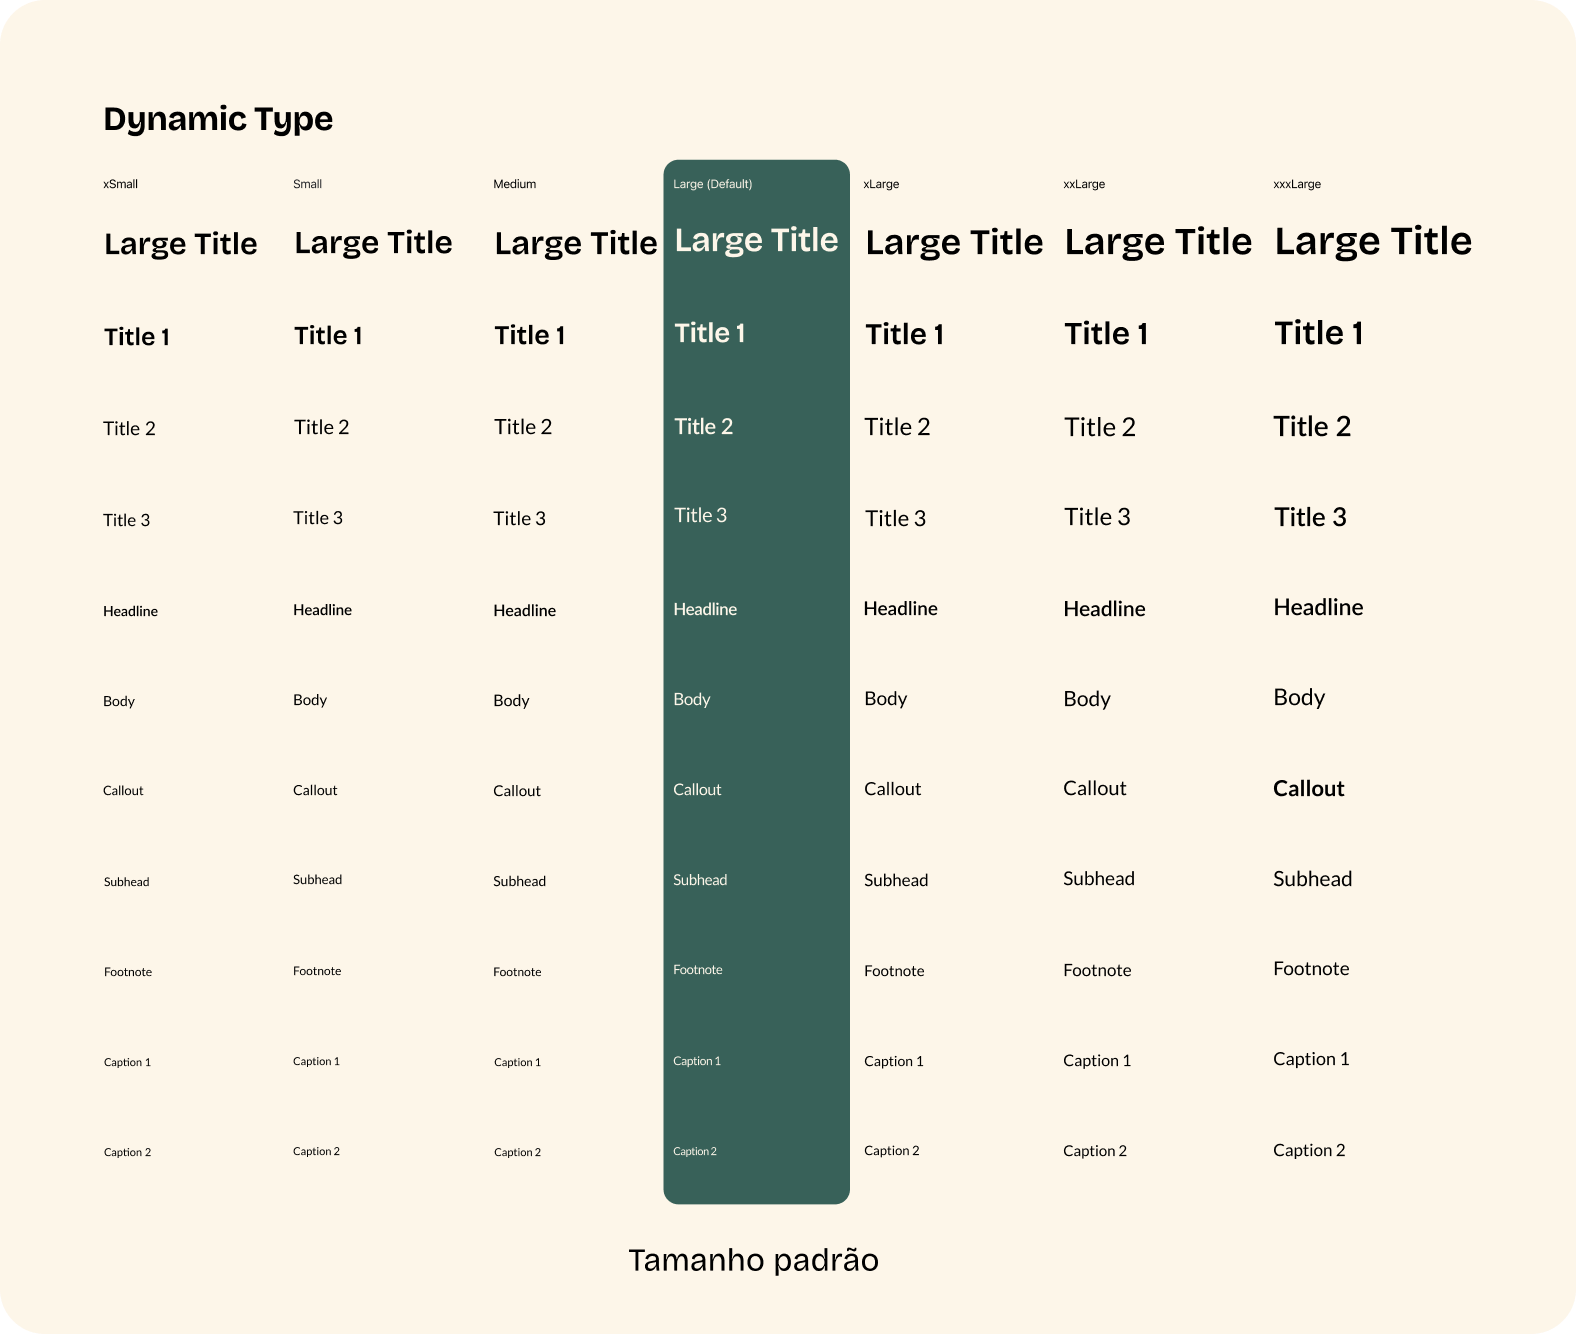 Dynamic Type
xSmall Small Medium Large (Default) xLarge xxLarge xxxLarge
Large Title Large Title Large Title Large Title Large Title Large Title Large Title
Title 1 Title 1 Title 1 Title 1 Title 1 Title 1 Title 1
Title 2 Title 2 Title 2 Title 2 Title 2 Title 2 Title 2
Title 3 Title 3 Title 3 Title 3 Title 3 Title 3 Title 3
Headline Headline Headline Headline Headline Headline Headline
Body Body Body Body Body Body Body
Callout Callout Callout Callout Callout Callout Callout
Subhead Subhead Subhead Subhead Subhead Subhead Subhead
Footnote Footnote Footnote Footnote Footnote Footnote Footnote
Caption 1 Caption 1 Caption 1 Caption 1 Caption 1 Caption 1 Caption 1
Caption 2 Caption 2 Caption 2 Caption 2 Caption 2 Caption 2 Caption 2
Tamanho padrão